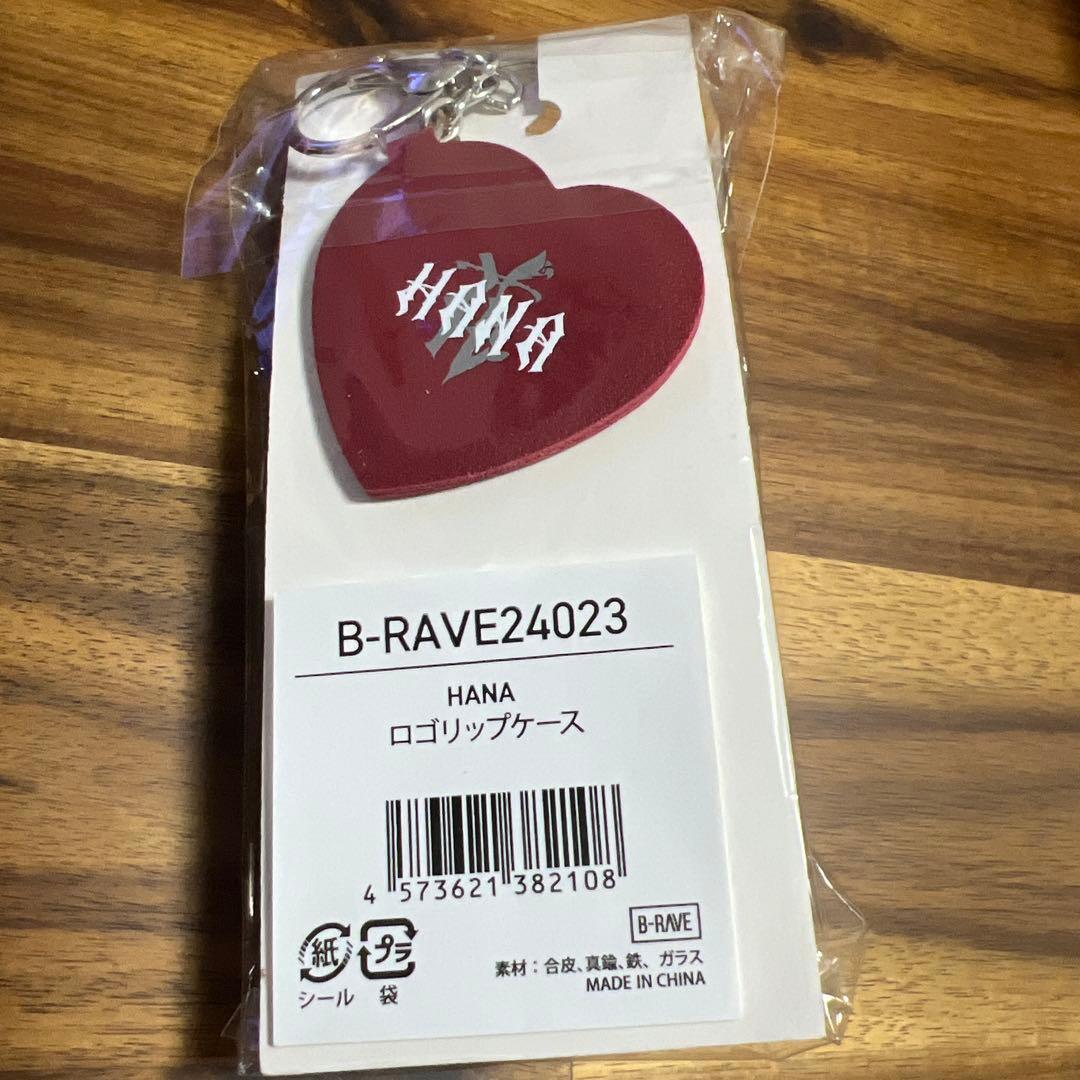 HANA
B-RAVE24023
HANA
ロゴリップケース
4 573621 382108
紙
シール
プラ
袋
B-RAVE
素材：合皮、真鍮、鉄、ガラス
MADE IN CHINA